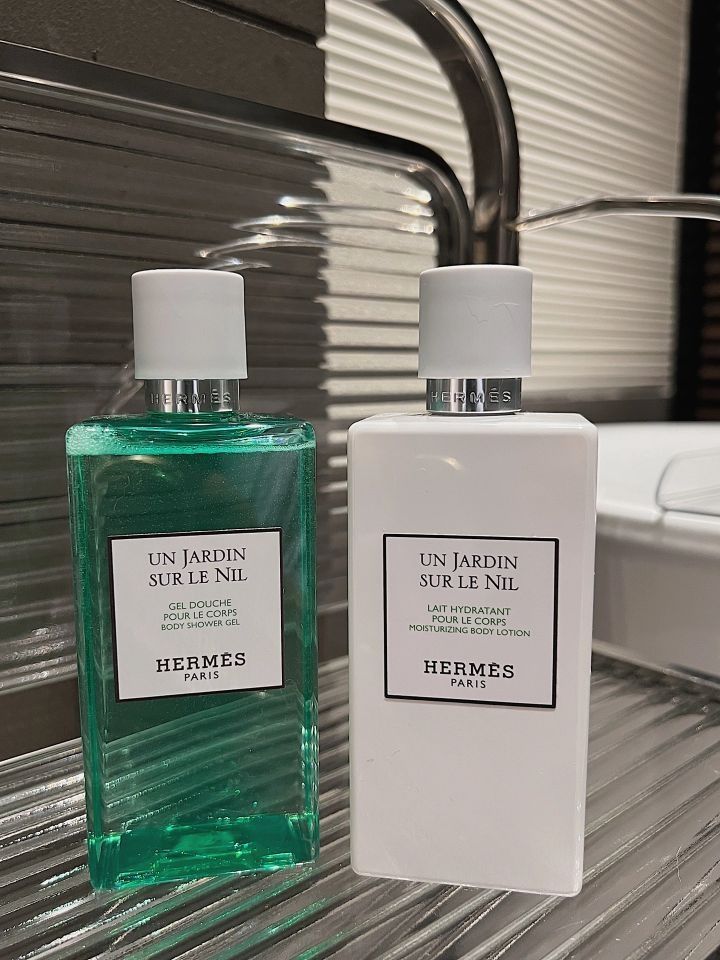 HERMÈS
UN JARDIN
SUR LE NIL
GEL DOUCHE
POUR LE CORPS
BODY SHOWER GEL
HERMÈS
PARIS
HERMÈS
UN JARDIN
SUR LE NIL
LAIT HYDRATANT
POUR LE CORPS
MOISTURIZING BODY LOTION
HERMÈS
PARIS